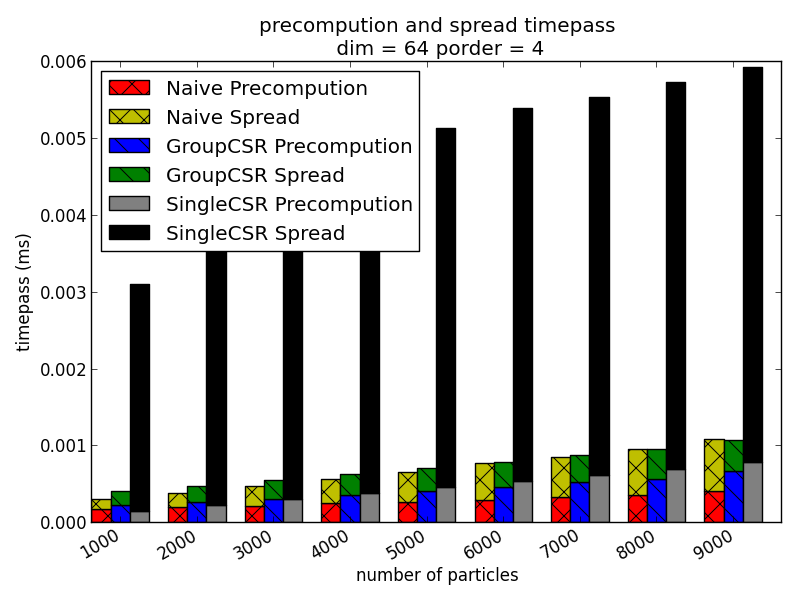 precompution and spread timepass
dim = 64 porder = 4
timepass (ms)
0.006
0.005
0.004
0.003
0.002
0.001
0.000
Naive Precompution
Naive Spread
GroupCSR Precompution
GroupCSR Spread
SingleCSR Precompution
SingleCSR Spread
1000 2000 3000 4000 5000 6000 7000 8000 9000
number of particles